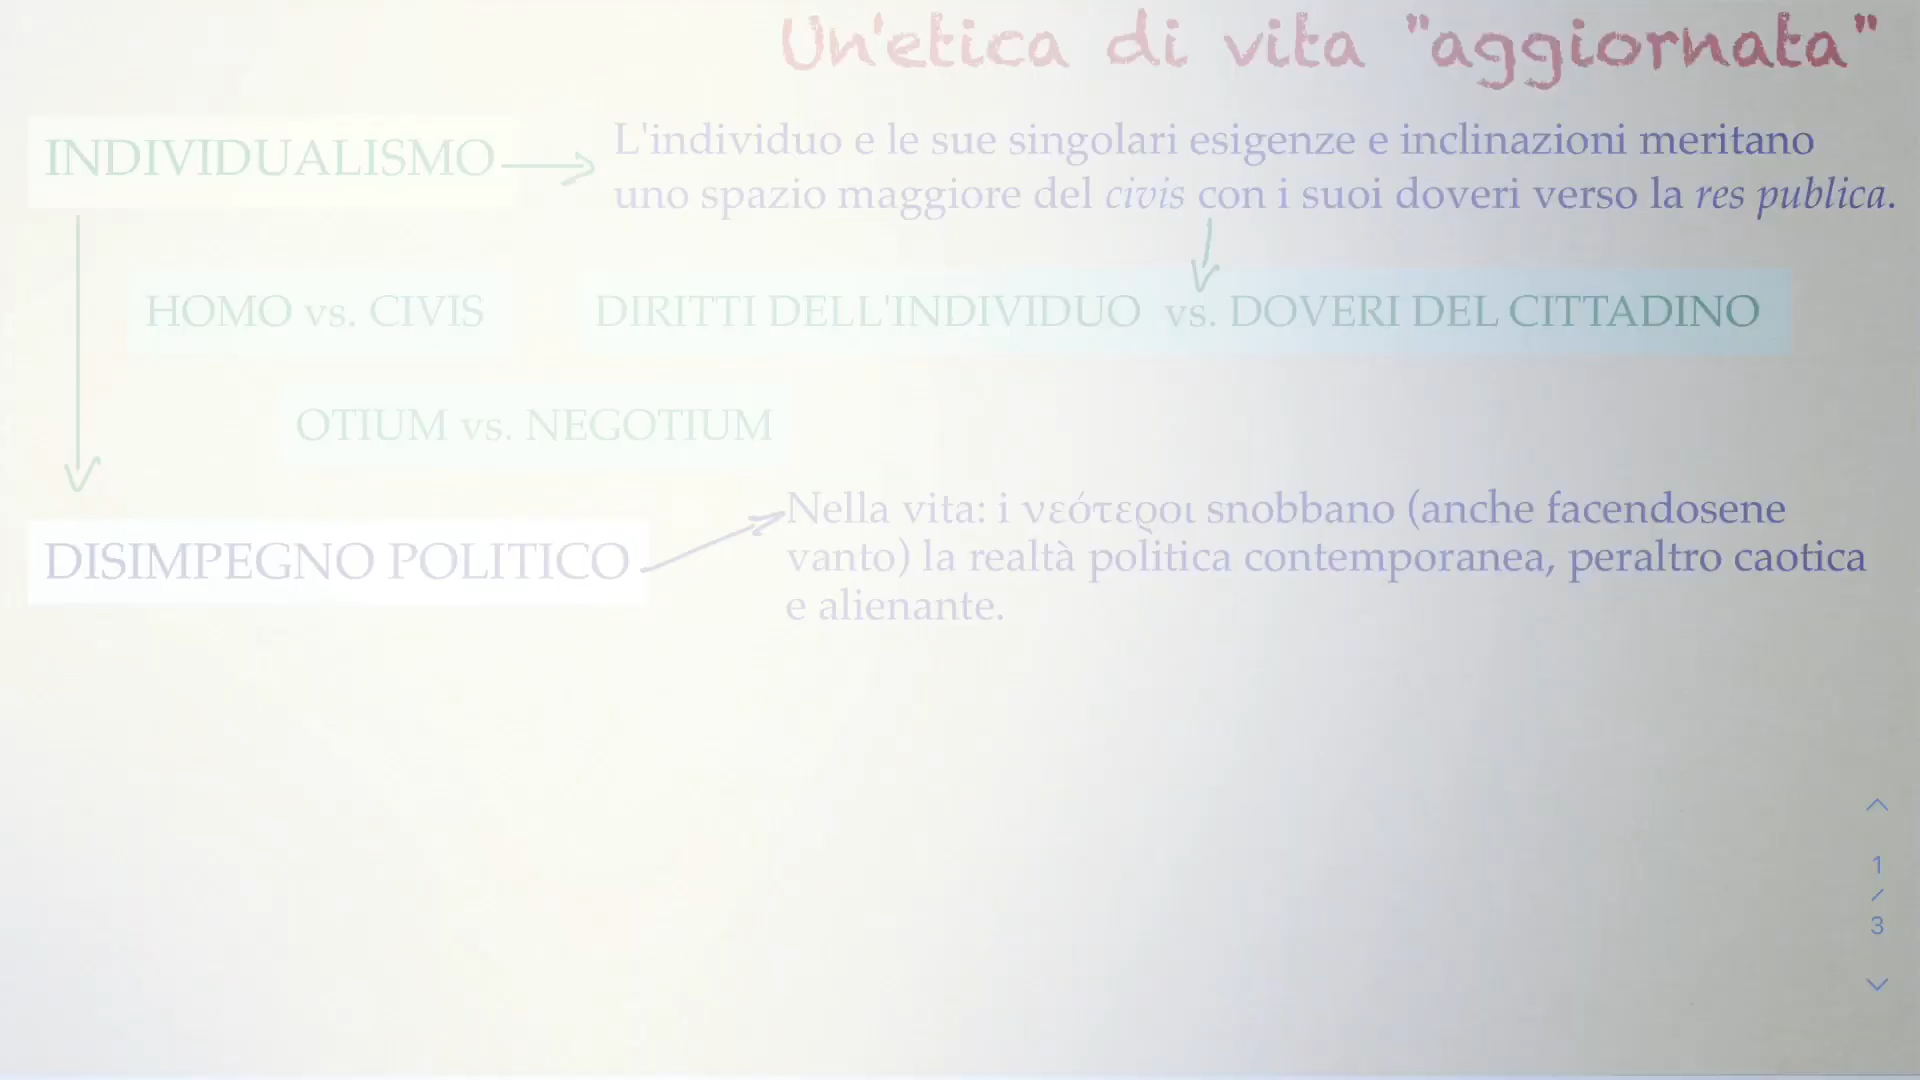 Un'etica di vita "aggiornata"
INDIVIDUALISMO
L'individuo e le sue singolari esigenze e inclinazioni meritano
uno spazio maggiore del civis con i suoi doveri verso la res publica.
HOMO vs. CIVIS
DIRITTI DELL'INDIVIDUO vs. DOVERI DEL CITTADINO
OTIUM vs. NEGOTIUM
DISIMPEGNO POLITICO
Nella vita: i νεότεροι snobbano (anche facendosene
vanto) la realtà politica contemporanea, peraltro caotica
e alienante.
1
/
3